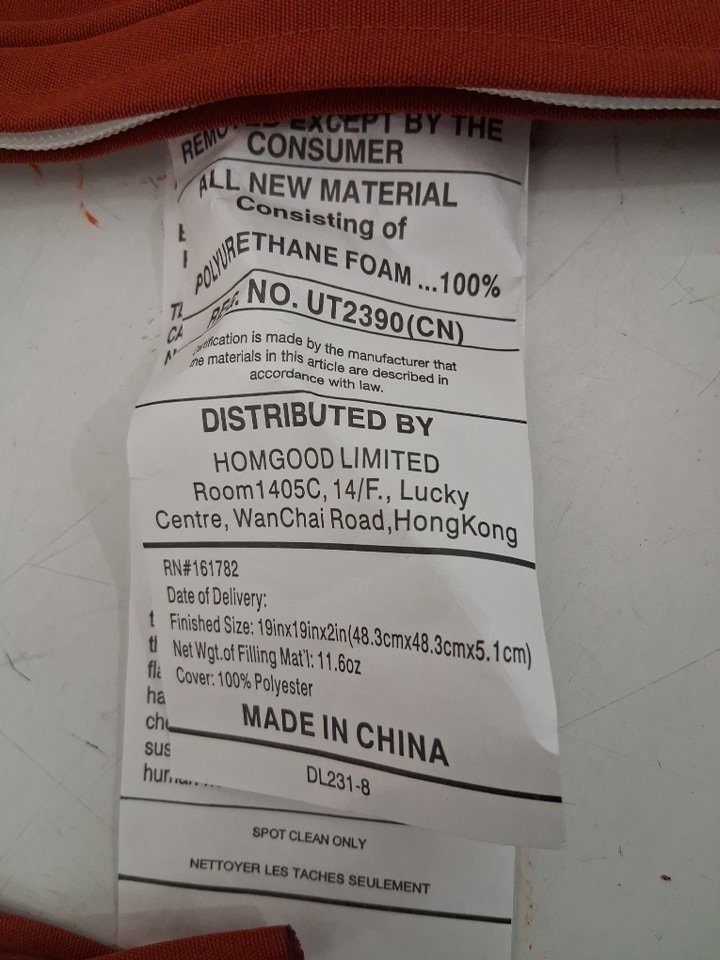 EXCEPT BY THE
CONSUMER
ALL NEW MATERIAL
Consisting of
POLYURETHANE FOAM ...100%
REG. NO. UT2390(CN)
Certification is made by the manufacturer that
the materials in this article are described in
accordance with law.
DISTRIBUTED BY
HOMGOOD LIMITED
Room1405C, 14/F., Lucky
Centre, WanChai Road,HongKong
RN#161782
Date of Delivery:
Finished Size: 19inx19inx2in(48.3cmx48.3cmx5.1cm)
Net Wgt.of Filling Mat'l: 11.6oz
Cover: 100% Polyester
MADE IN CHINA
DL231-8
SPOT CLEAN ONLY
NETTOYER LES TACHES SEULEMENT